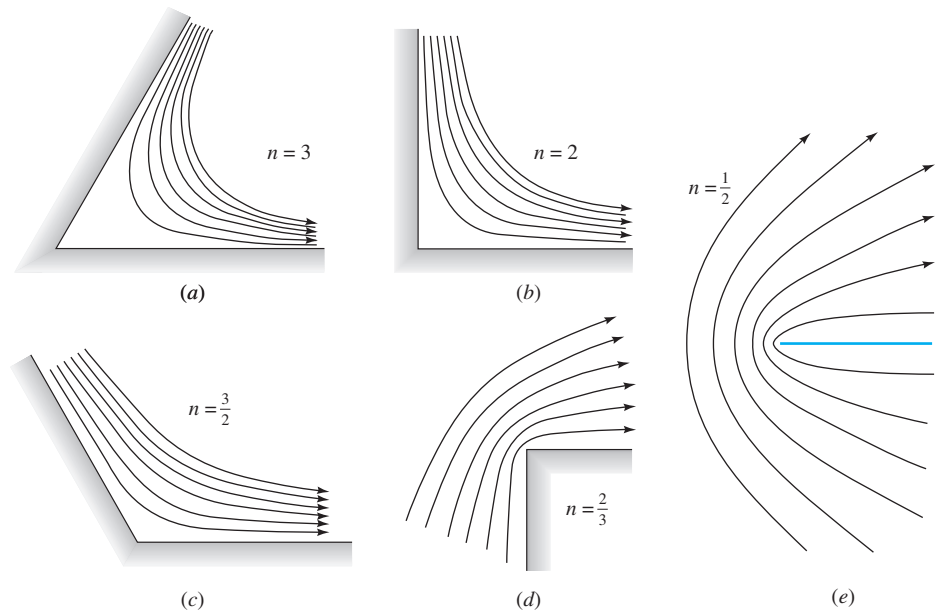 n = 3
(a)
n = 2
(b)
n = 3/2
(c)
n = 2/3
(d)
n = 1/2
(e)